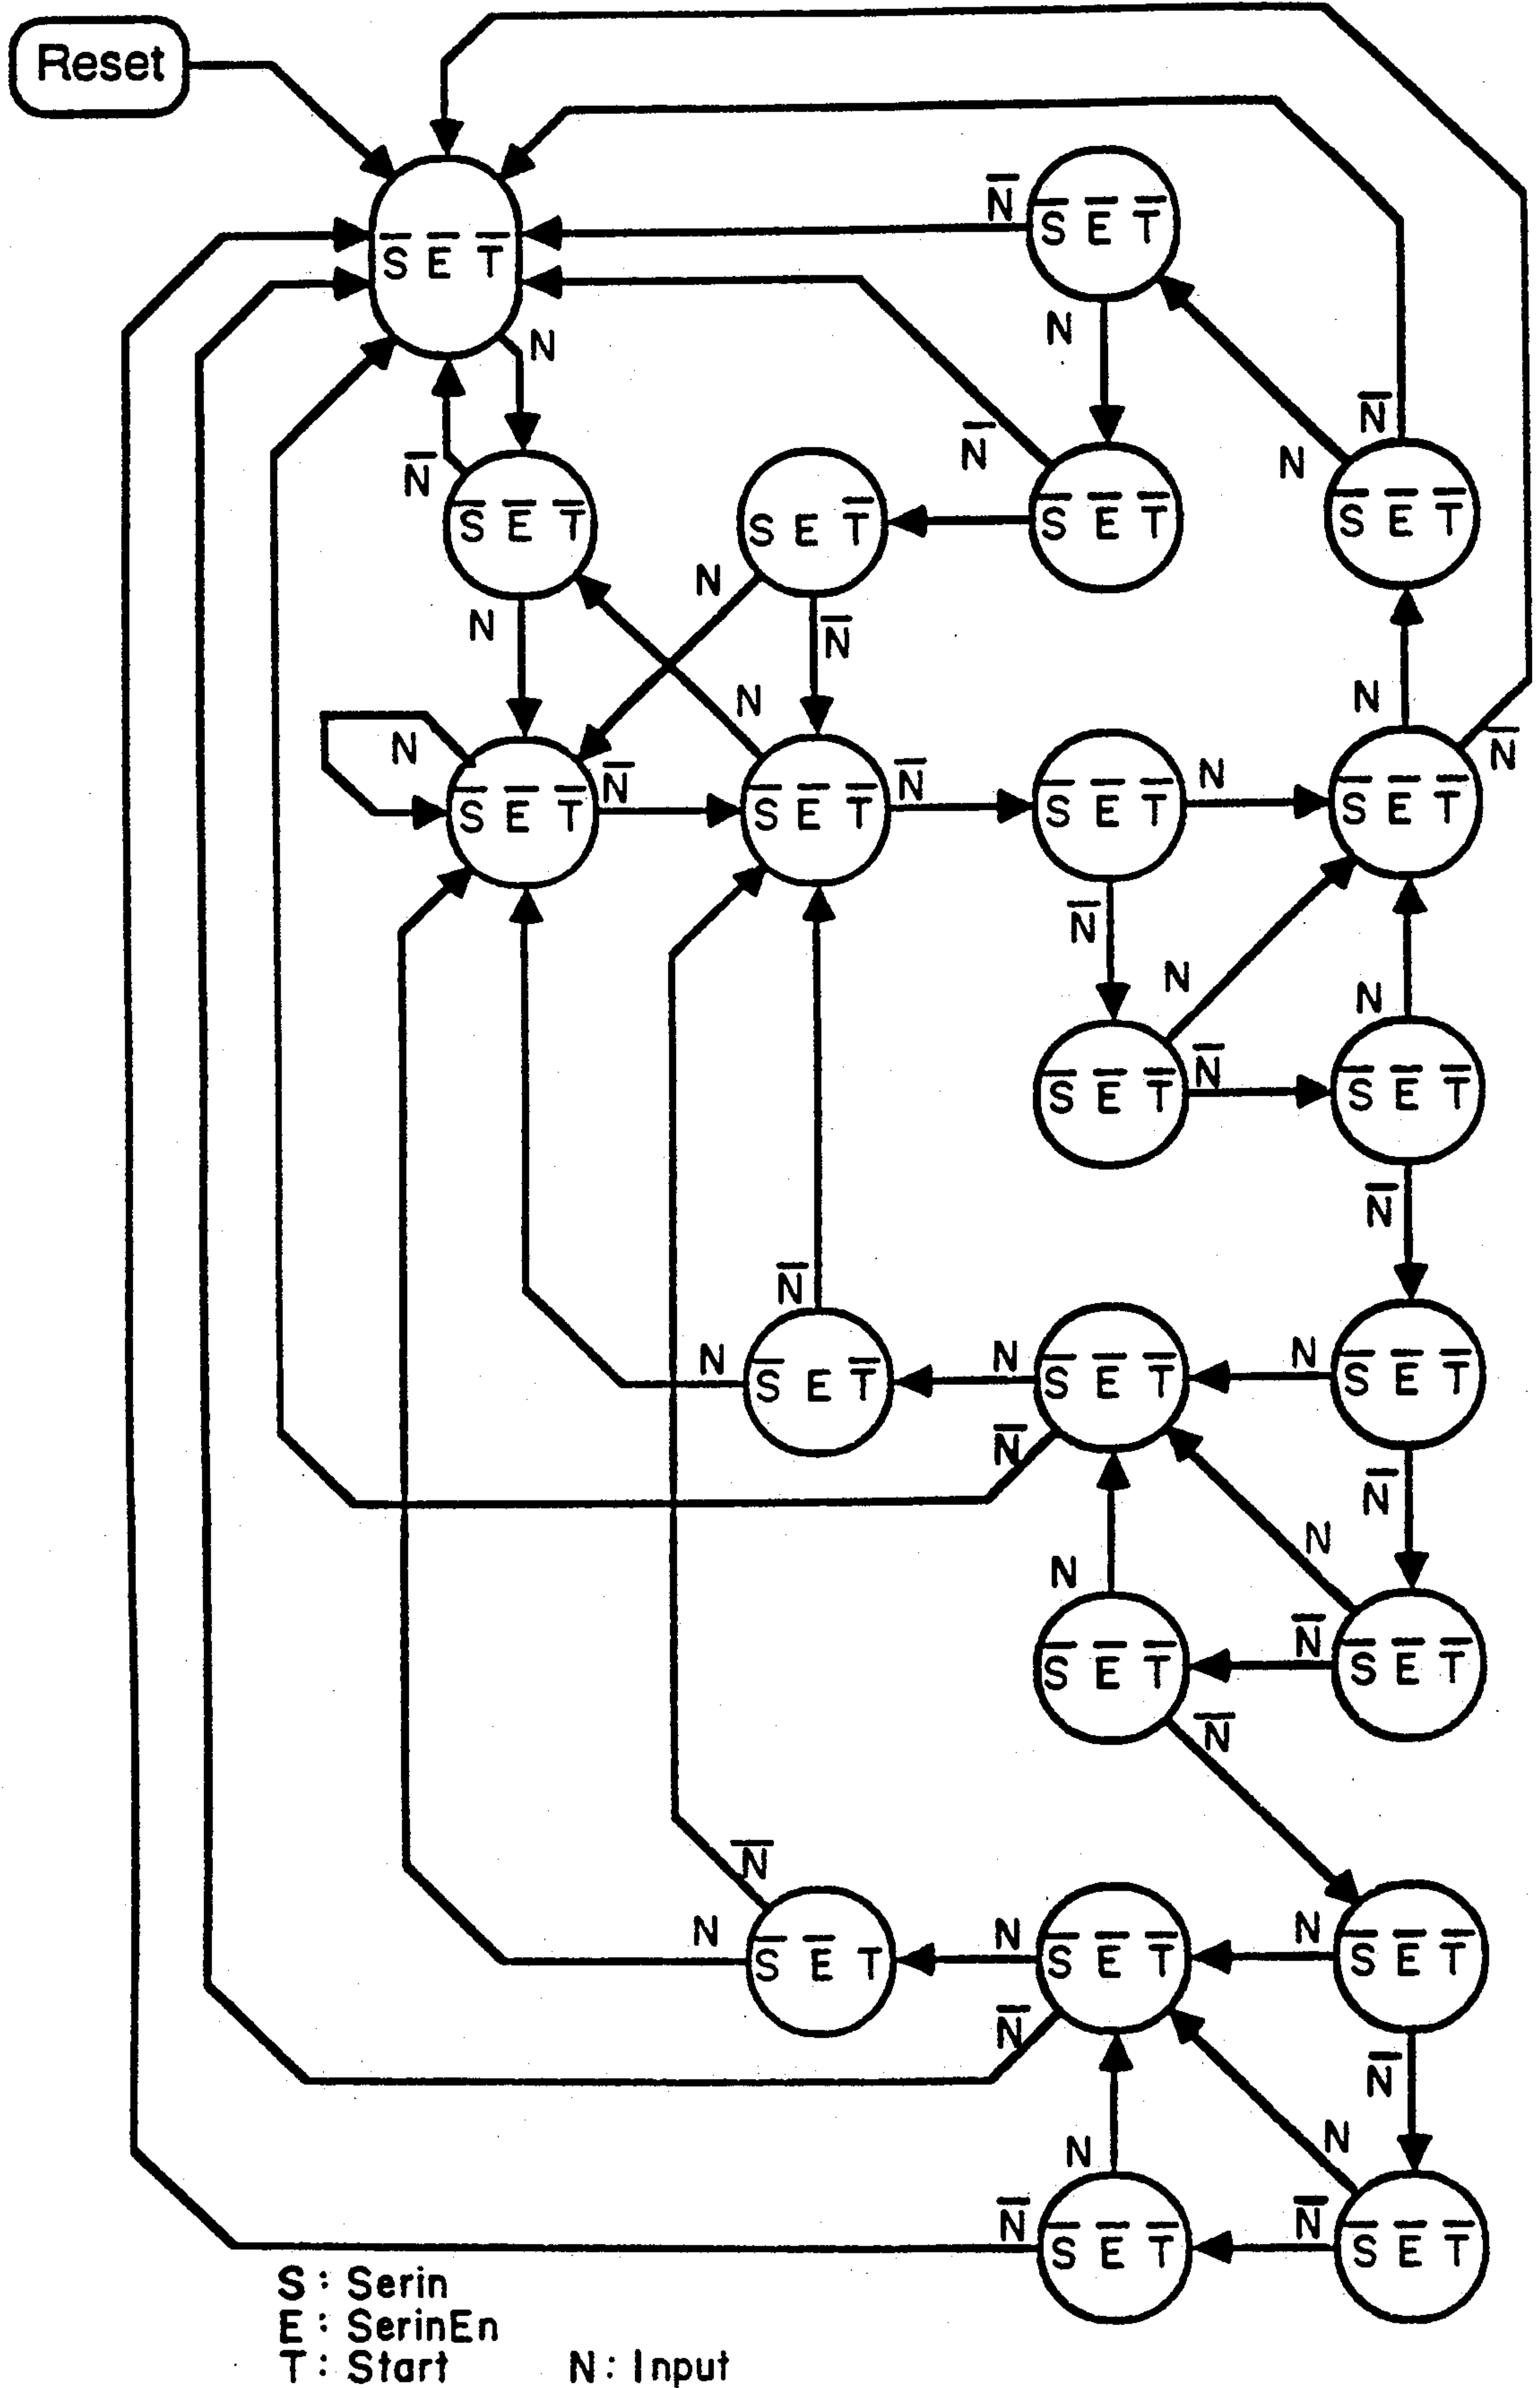 Reset
N̅
S̅ E̅ T̅
S̅ E̅ T̅
N
N
N̅
N̅
N
N̅
S̅ E̅ T̅
S E T̅
S̅ E̅ T̅
S̅ E̅ T̅
N
N
N̅
N
N
N
N̅
N̅
N̅
N
S̅ E̅ T̅
S̅ E̅ T̅
S̅ E̅ T̅
S̅ E̅ T̅
N̅
N
N
N̅
S̅ E̅ T̅
S̅ E̅ T̅
N̅
N̅
N
N
N
S̅ E T̅
S̅ E̅ T̅
S̅ E̅ T̅
N̅
N̅
N
N
N̅
S̅ E̅ T̅
S̅ E̅ T̅
N̅
N̅
N
N
N
S̅ E̅ T
S̅ E̅ T̅
S̅ E̅ T̅
N̅
N̅
N
N
N̅
N̅
S̅ E̅ T̅
S̅ E̅ T̅
S : Serin
E : SerinEn
T : Start
N : Input